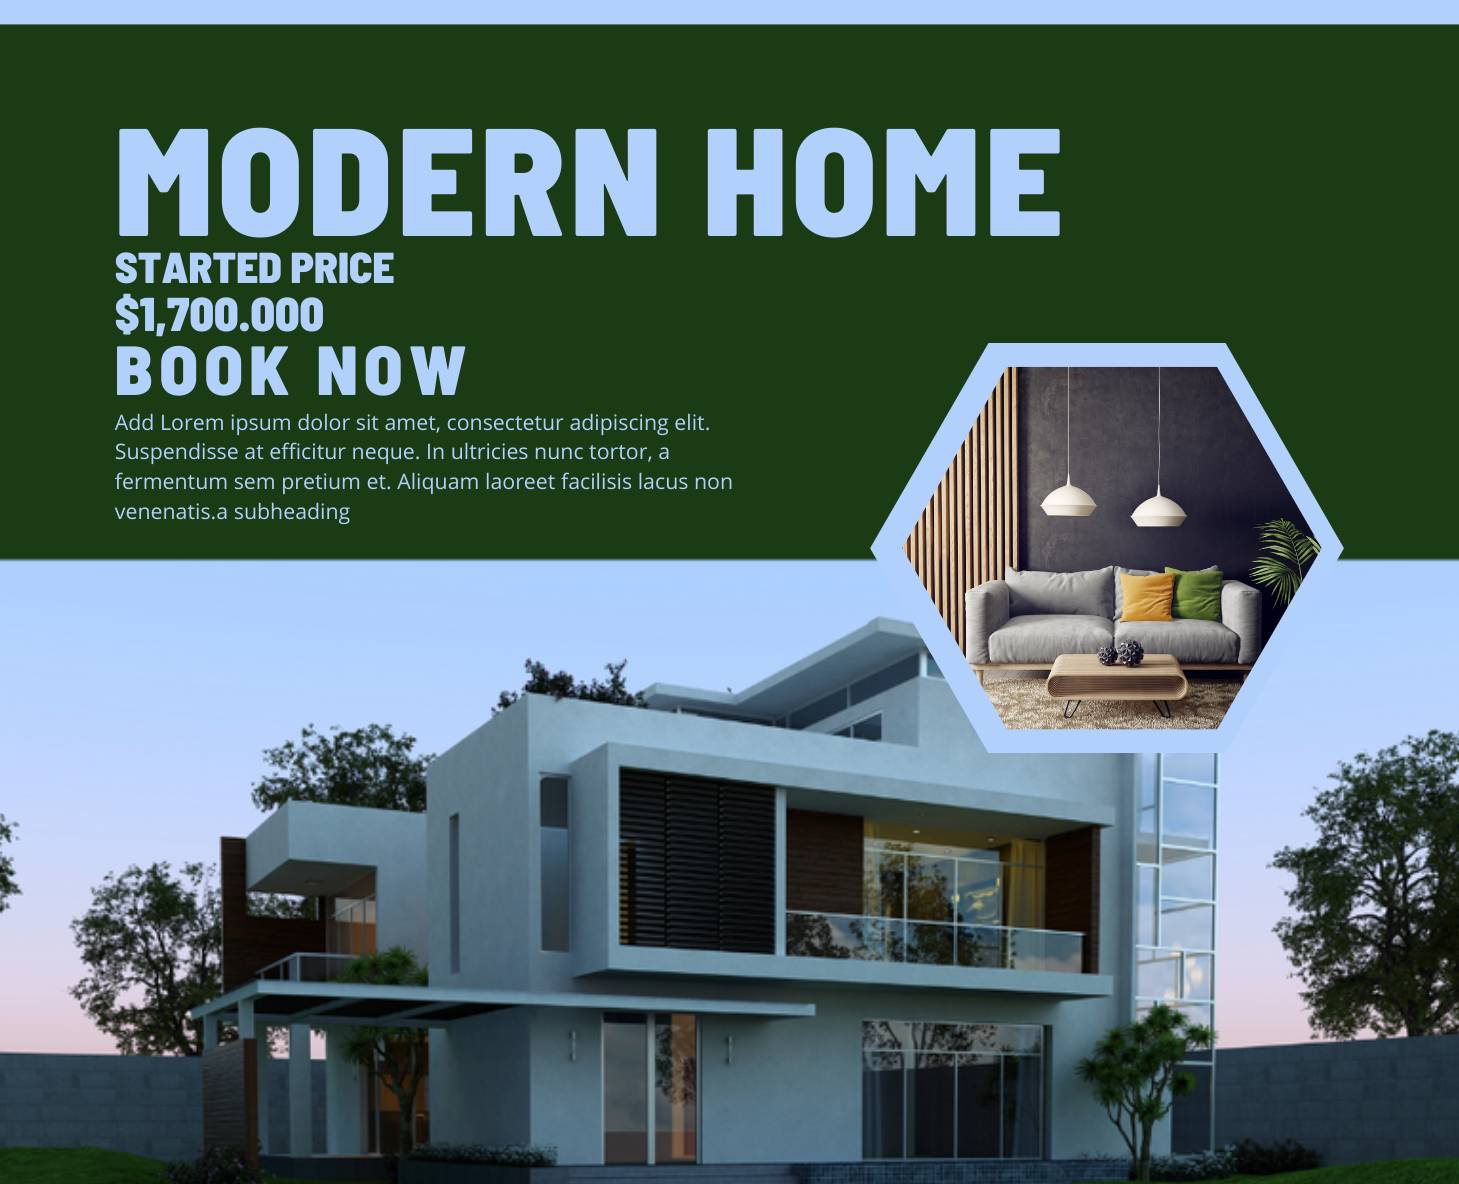 MODERN HOME
STARTED PRICE
$1,700.000
BOOK NOW
Add Lorem ipsum dolor sit amet, consectetur adipiscing elit.
Suspendisse at efficitur neque. In ultricies nunc tortor, a
fermentum sem pretium et. Aliquam laoreet facilisis lacus non
venenatis.a subheading